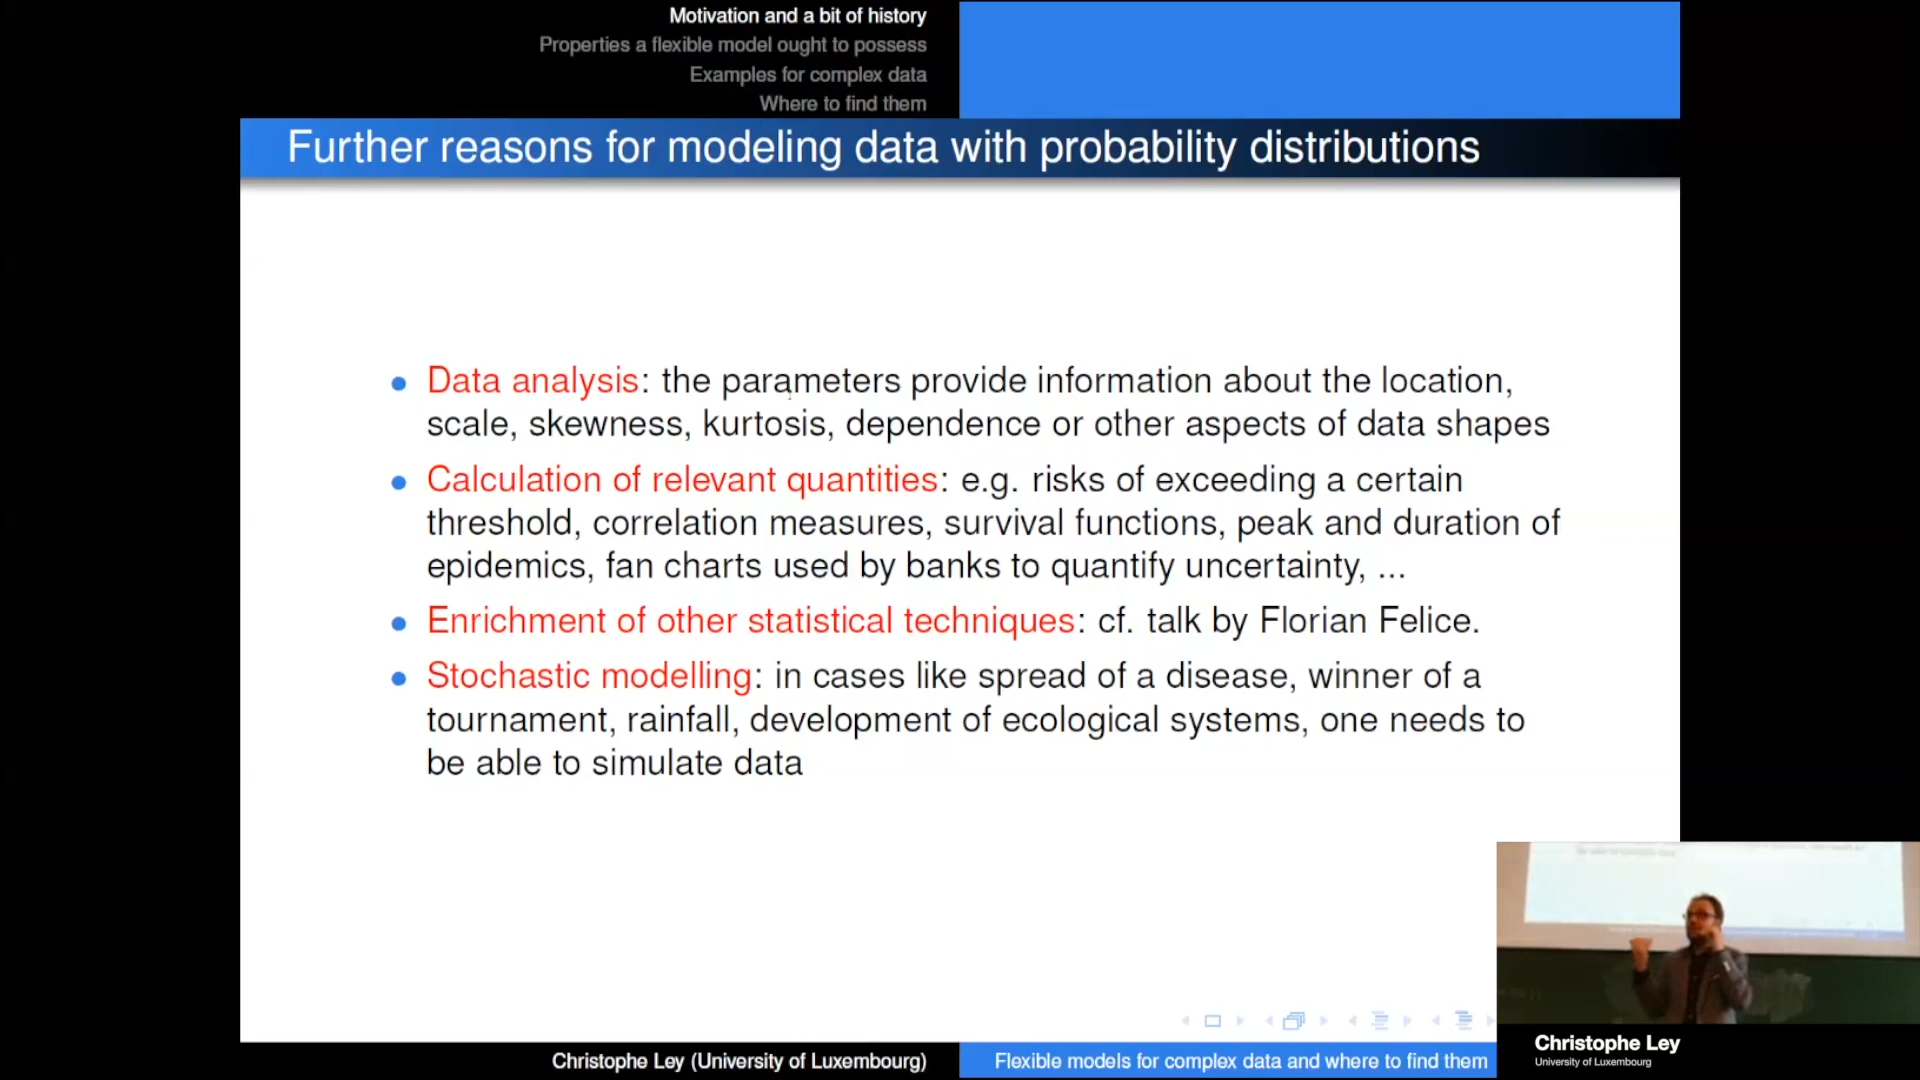 Motivation and a bit of history
Properties a flexible model ought to possess
Examples for complex data
Where to find them
Further reasons for modeling data with probability distributions
Data analysis: the parameters provide information about the location,
scale, skewness, kurtosis, dependence or other aspects of data shapes
Calculation of relevant quantities: e.g. risks of exceeding a certain
threshold, correlation measures, survival functions, peak and duration of
epidemics, fan charts used by banks to quantify uncertainty, ...
Enrichment of other statistical techniques: cf. talk by Florian Felice.
Stochastic modelling: in cases like spread of a disease, winner of a
tournament, rainfall, development of ecological systems, one needs to
be able to simulate data
Christophe Ley (University of Luxembourg)
Flexible models for complex data and where to find them
Christophe Ley
University of Luxembourg